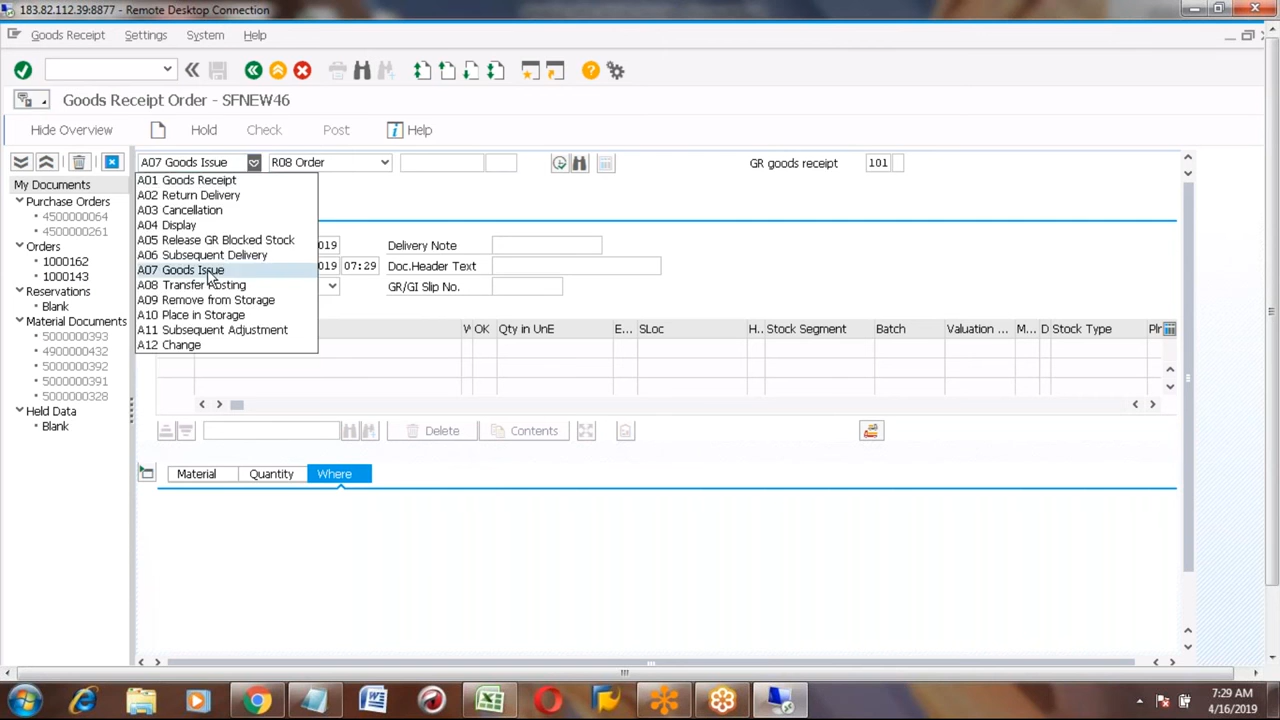 183.82.112.39:8877 - Remote Desktop Connection
Goods Receipt Settings System Help
Goods Receipt Order - SFNEW46
Hide Overview Hold Check Post Help
A07 Goods Issue R08 Order GR goods receipt 101
My Documents
Purchase Orders
4500000064
4500000261
Orders
1000162
1000143
Reservations
Blank
Material Documents
5000000393
4900000432
5000000392
5000000391
5000000328
Held Data
Blank
A01 Goods Receipt
A02 Return Delivery
A03 Cancellation
A04 Display
A05 Release GR Blocked Stock
A06 Subsequent Delivery
A07 Goods Issue
A08 Transfer Posting
A09 Remove from Storage
A10 Place in Storage
A11 Subsequent Adjustment
A12 Change
019 Delivery Note
019 07:29 Doc.Header Text
GR/GI Slip No.
W OK Qty in UnE E... SLoc H.. Stock Segment Batch Valuation ... M... D Stock Type Pln
Delete Contents
Material Quantity Where
7:29 AM
4/16/2019